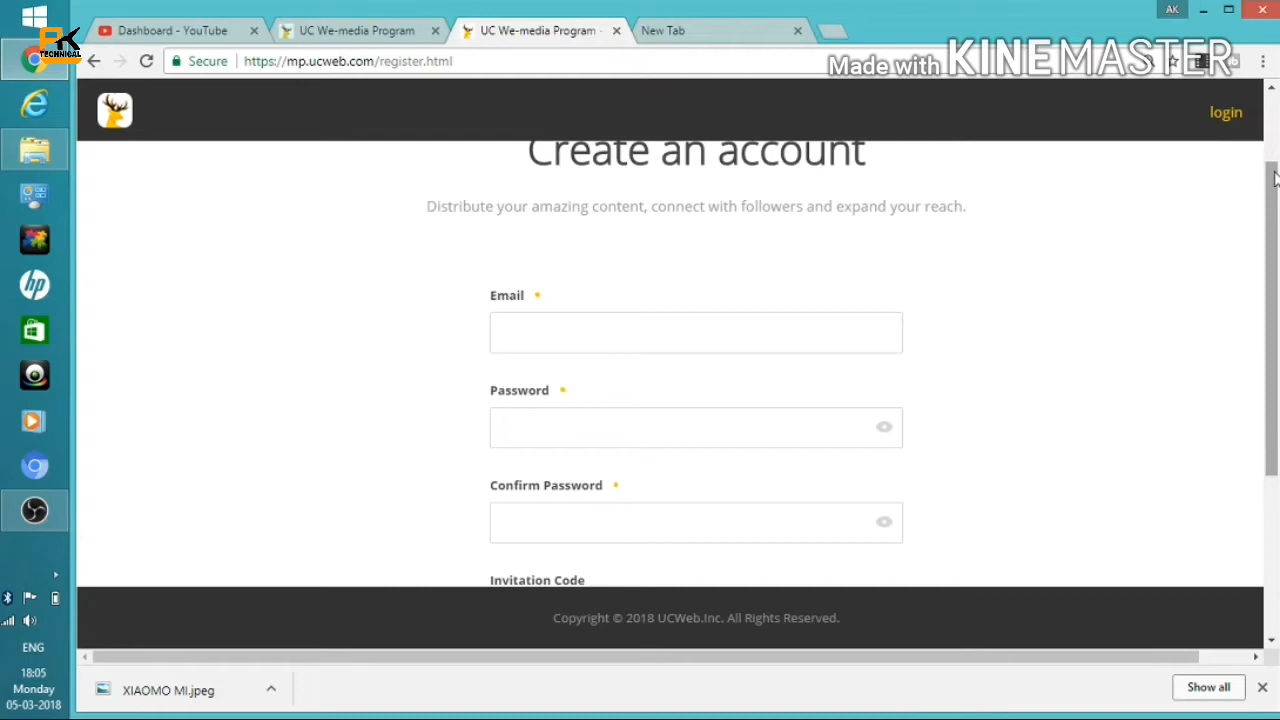 AK
Dashboard - YouTube
UC We-media Program
UC We-media Program -
New Tab
AK
TECHNICAL
Secure
https://mp.ucweb.com/register.html
Made with KINEMASTER
login
Create an account
Distribute your amazing content, connect with followers and expand your reach.
Email
Password
Confirm Password
Invitation Code
hp
Copyright © 2018 UCWeb.Inc. All Rights Reserved.
ENG
18:05
Monday
05-03-2018
XIAOMO MI.jpeg
Show all